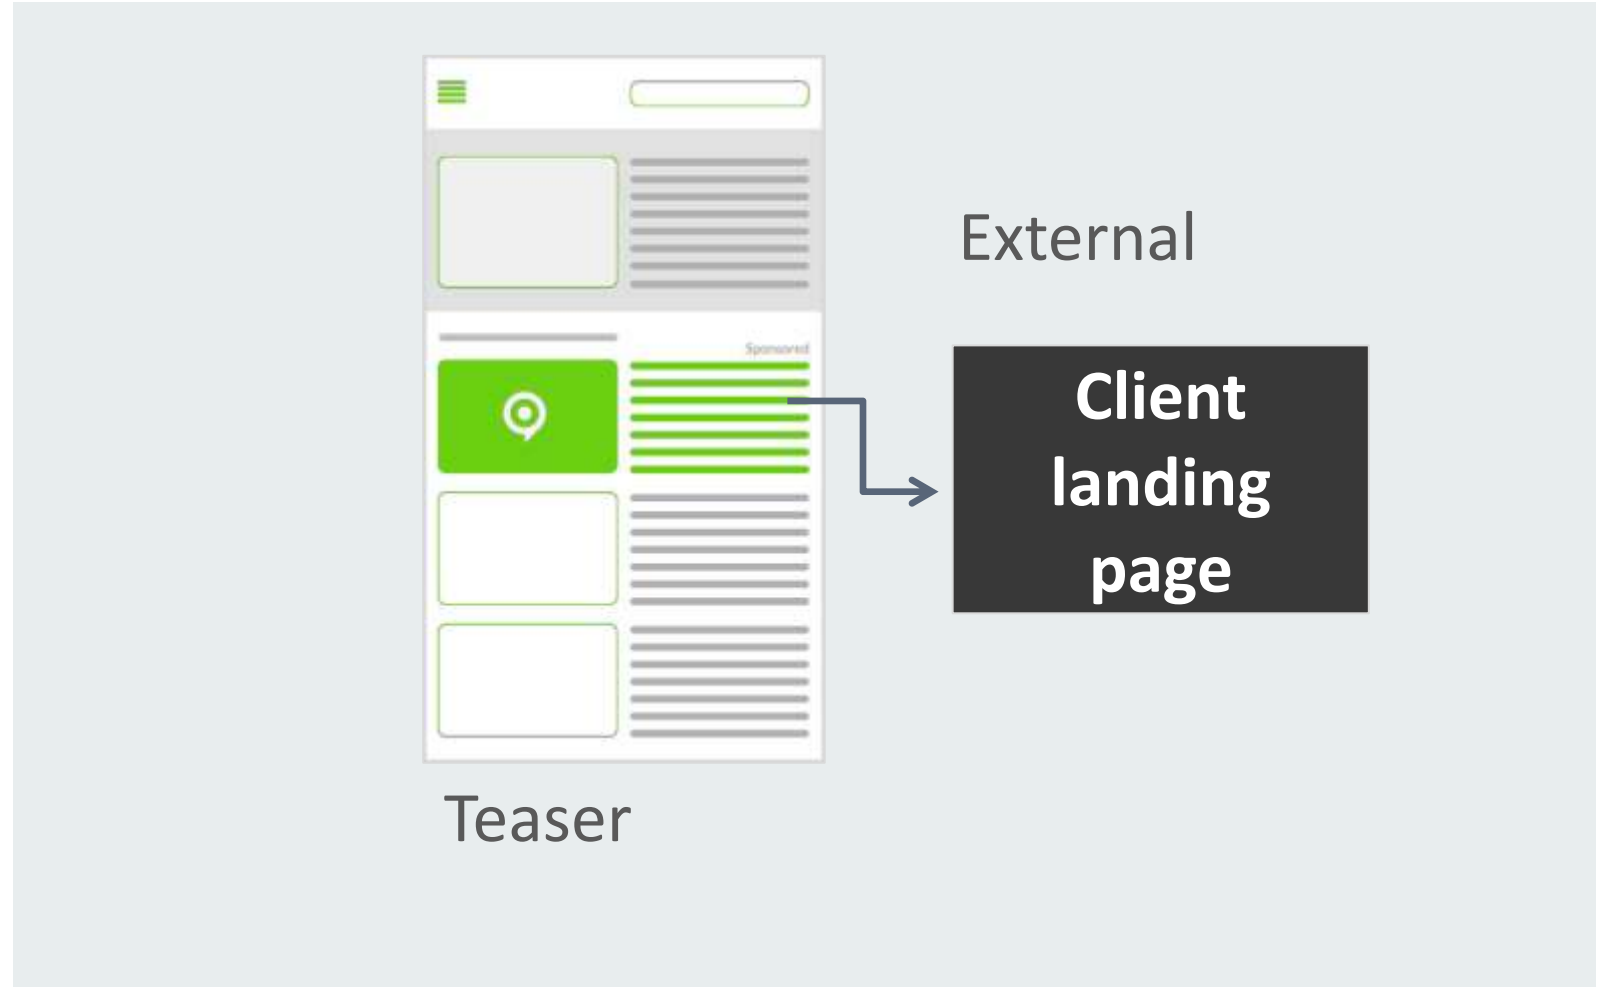 External
Sponsored
Client
landing
page
Teaser